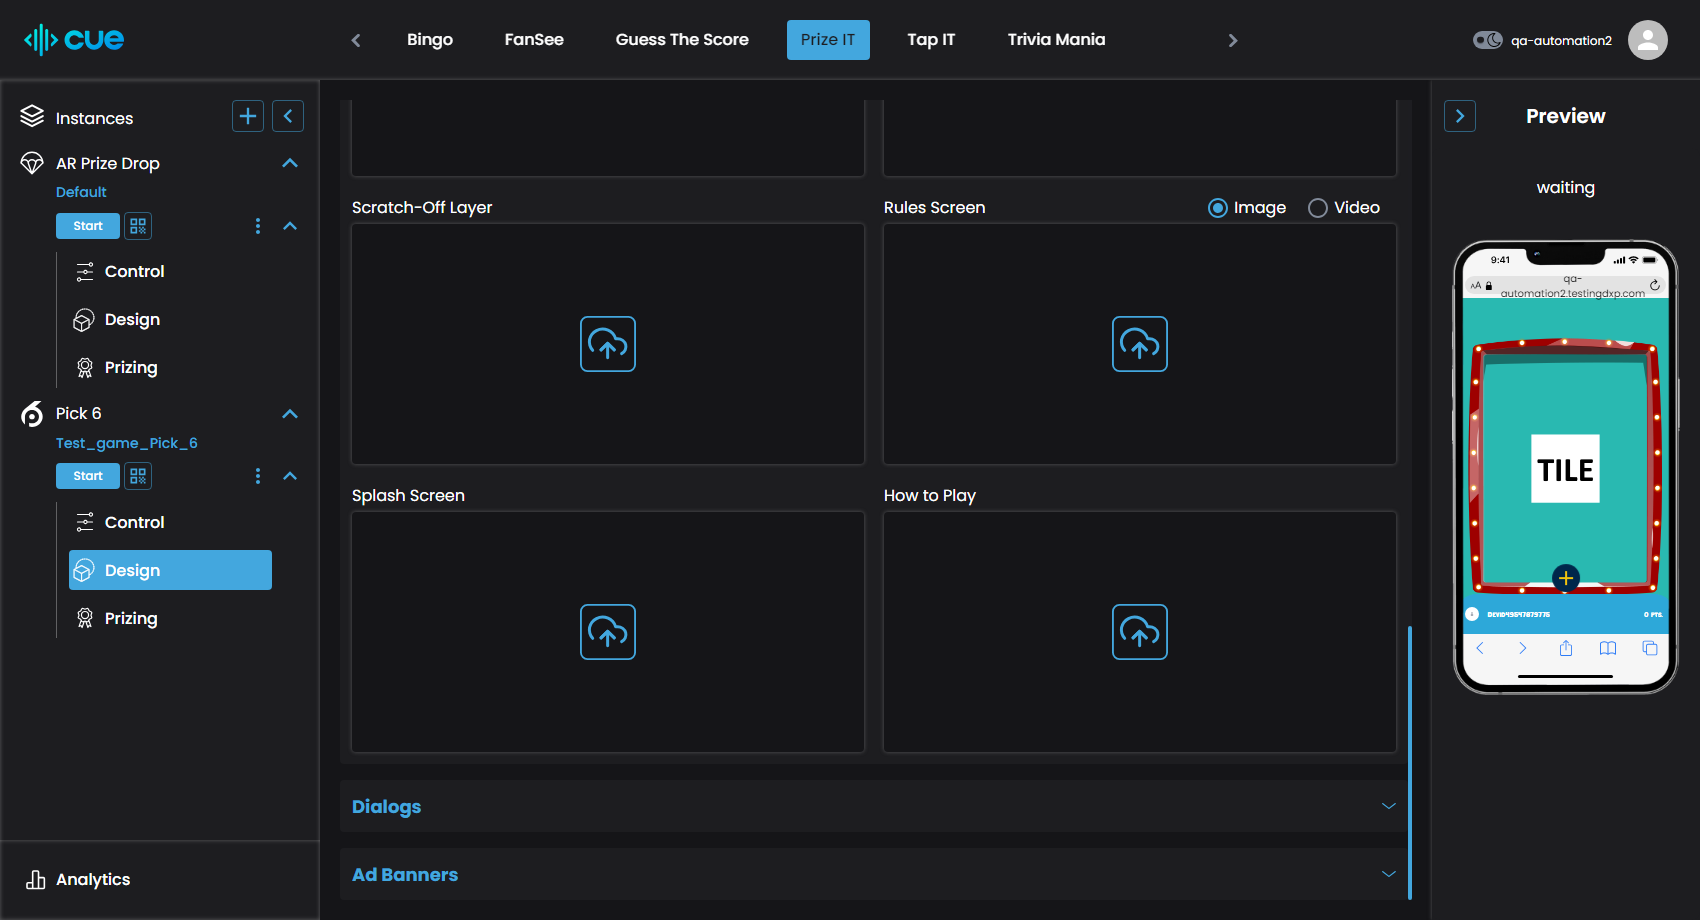 cue
Bingo
FanSee
Guess The Score
Prize IT
Tap IT
Trivia Mania
qa-automation2
Instances
AR Prize Drop
Default
Start
Control
Design
Prizing
Pick 6
Test_game_Pick_6
Start
Control
Design
Prizing
Analytics
Scratch-Off Layer
Rules Screen
Image
Video
Splash Screen
How to Play
Dialogs
Ad Banners
Preview
waiting
9:41
AA
qa-
automation2.testingdxp.com
TILE
0 PTS.